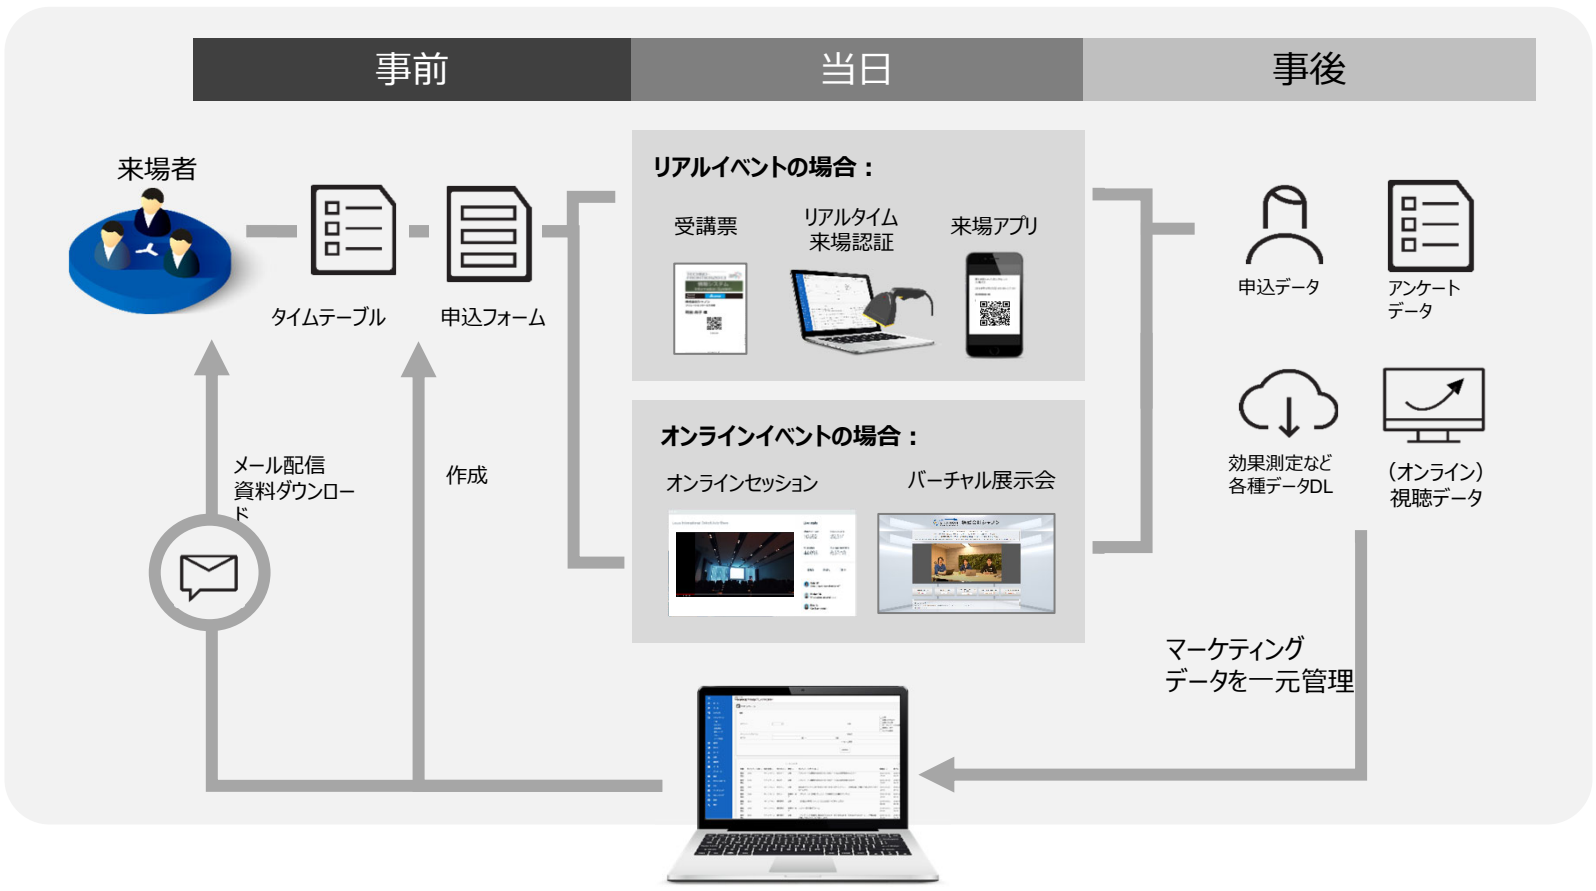 事前
当日
事後
来場者
タイムテーブル
申込フォーム
リアルイベントの場合：
受講票
リアルタイム
来場認証
来場アプリ
オンラインイベントの場合：
オンラインセッション
バーチャル展示会
申込データ
アンケート
データ
効果測定など
各種データDL
（オンライン）
視聴データ
メール配信
資料ダウンロー
ド
作成
マーケティング
データを一元管理